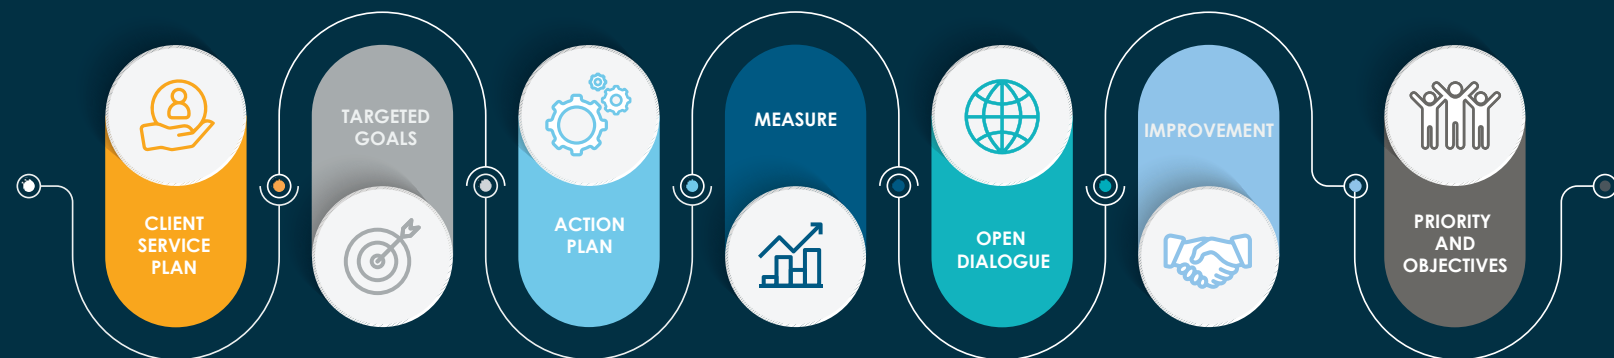 CLIENT
SERVICE
PLAN
TARGETED
GOALS
ACTION
PLAN
MEASURE
OPEN
DIALOGUE
IMPROVEMENT
PRIORITY
AND
OBJECTIVES